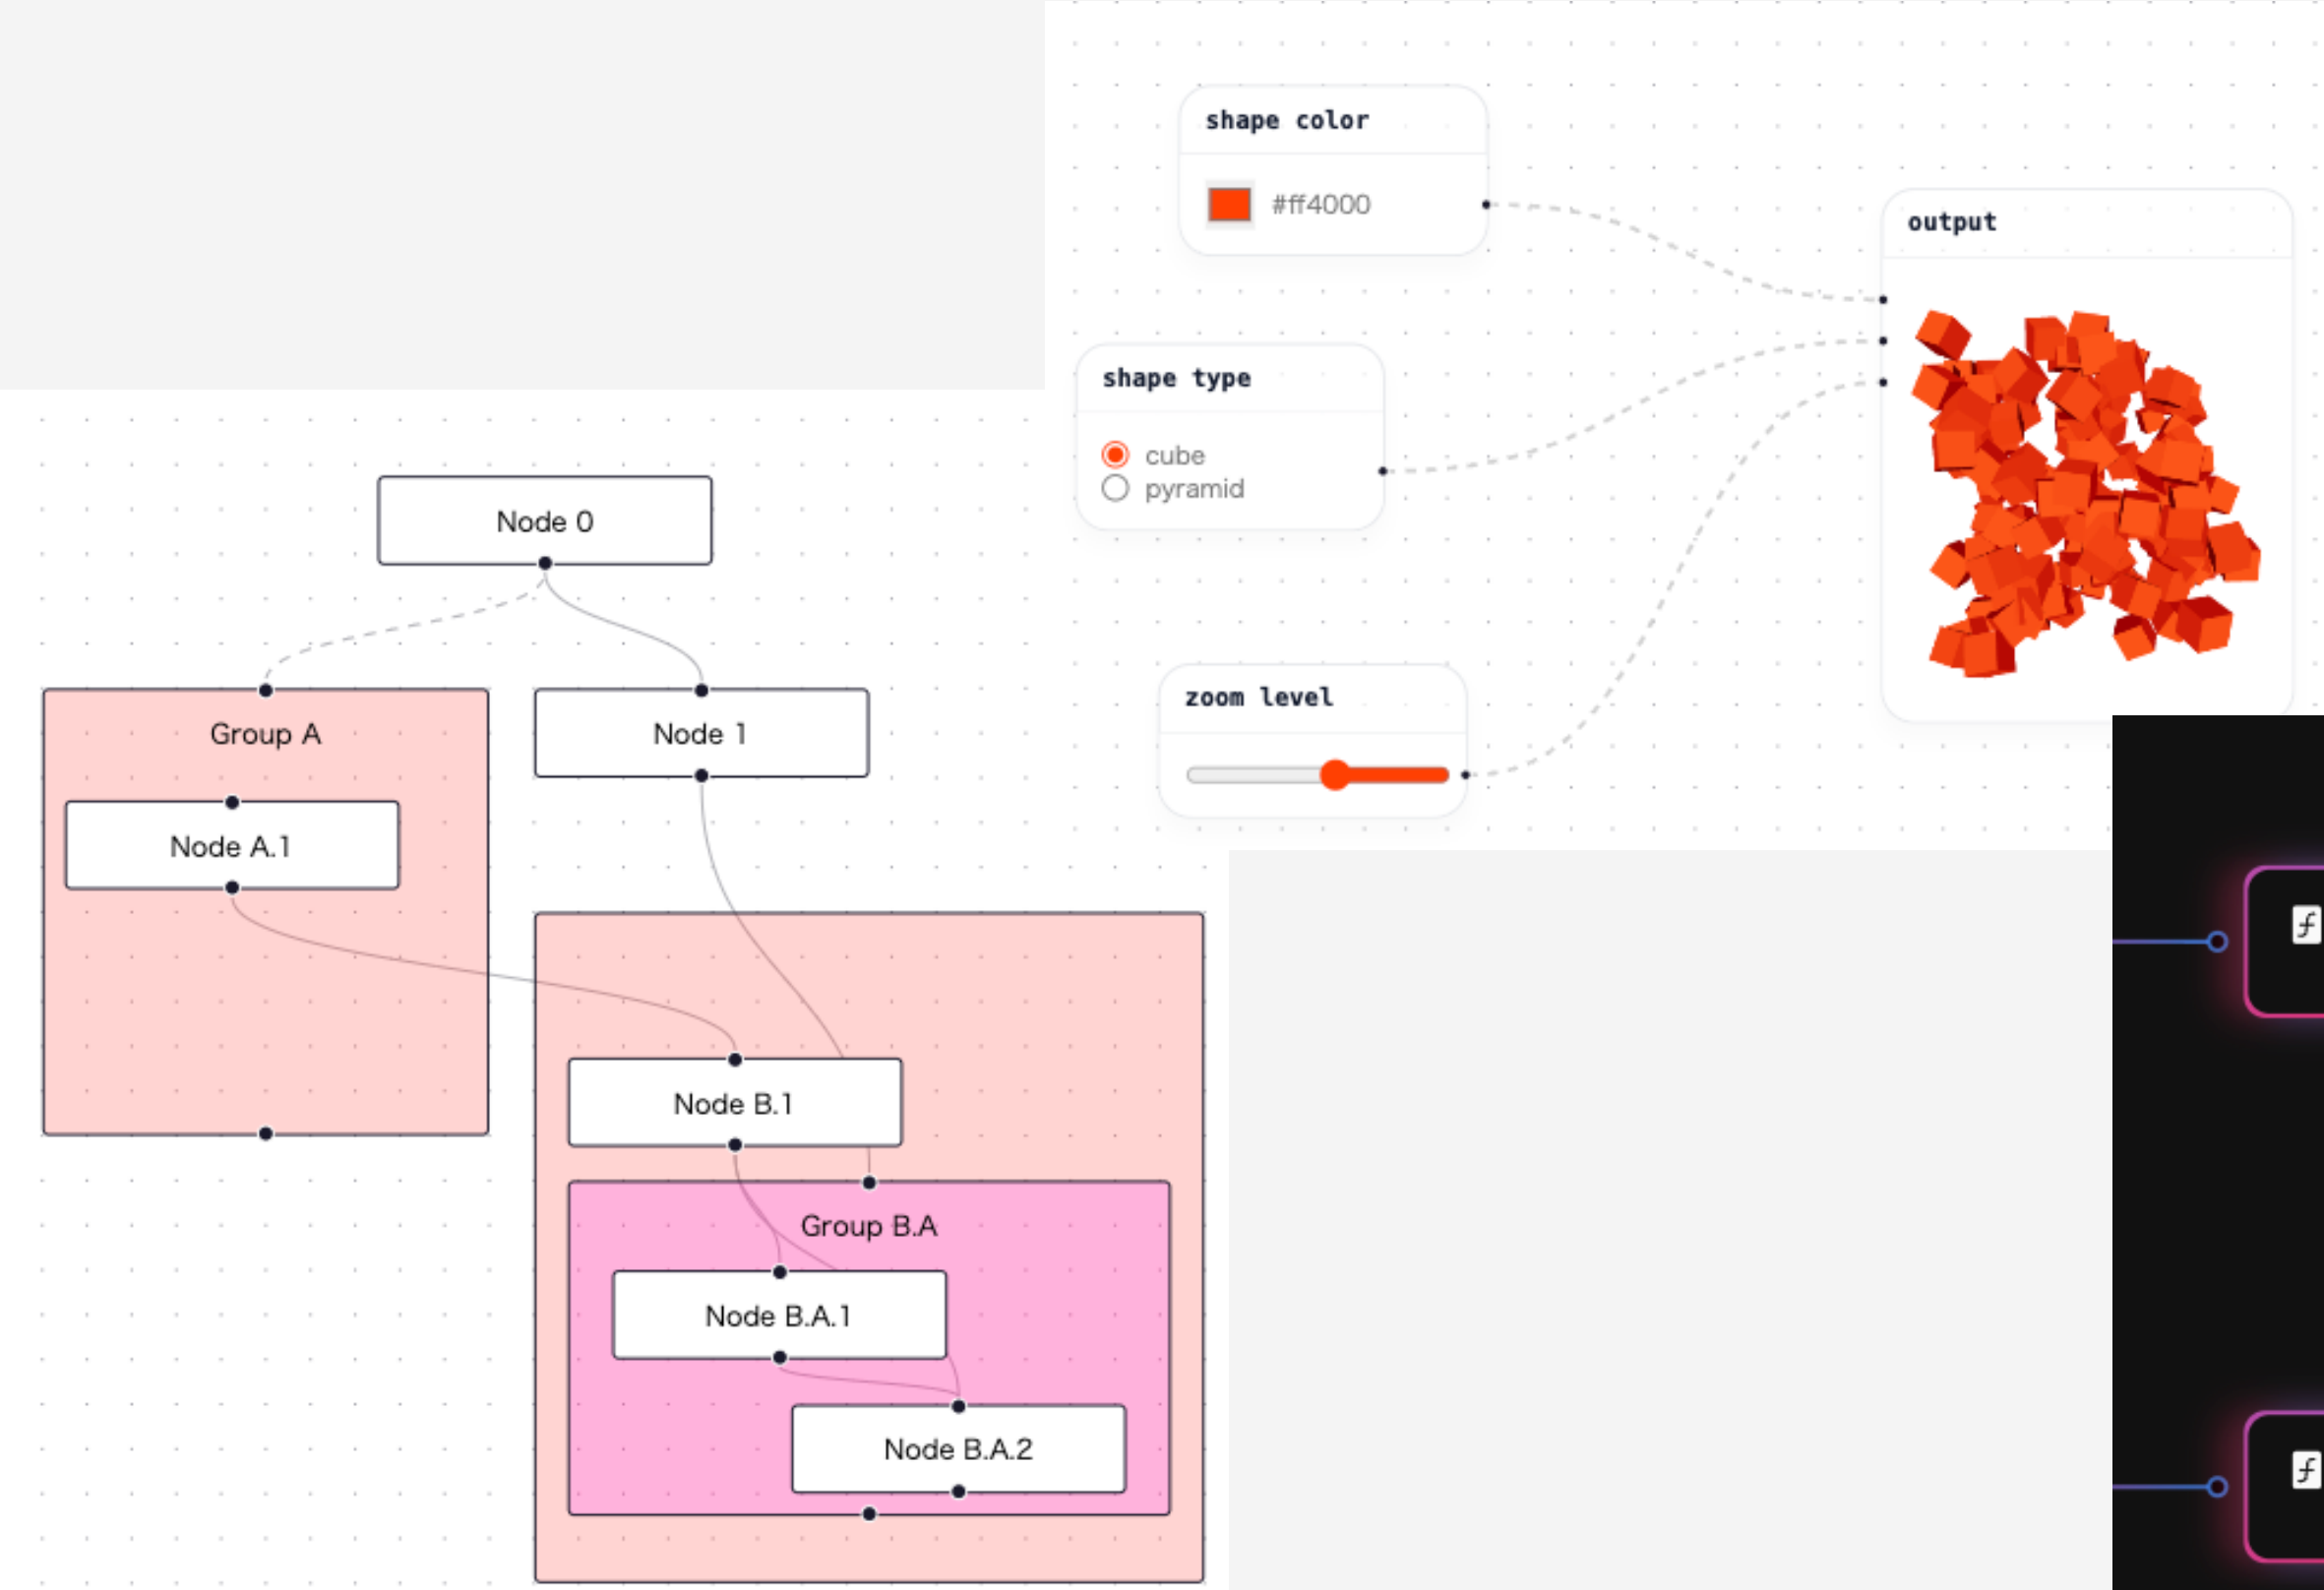 shape color
#ff4000
output
shape type
cube
pyramid
zoom level
Node 0
Group A
Node 1
Node A.1
Node B.1
Group B.A
Node B.A.1
Node B.A.2
ƒ
ƒ